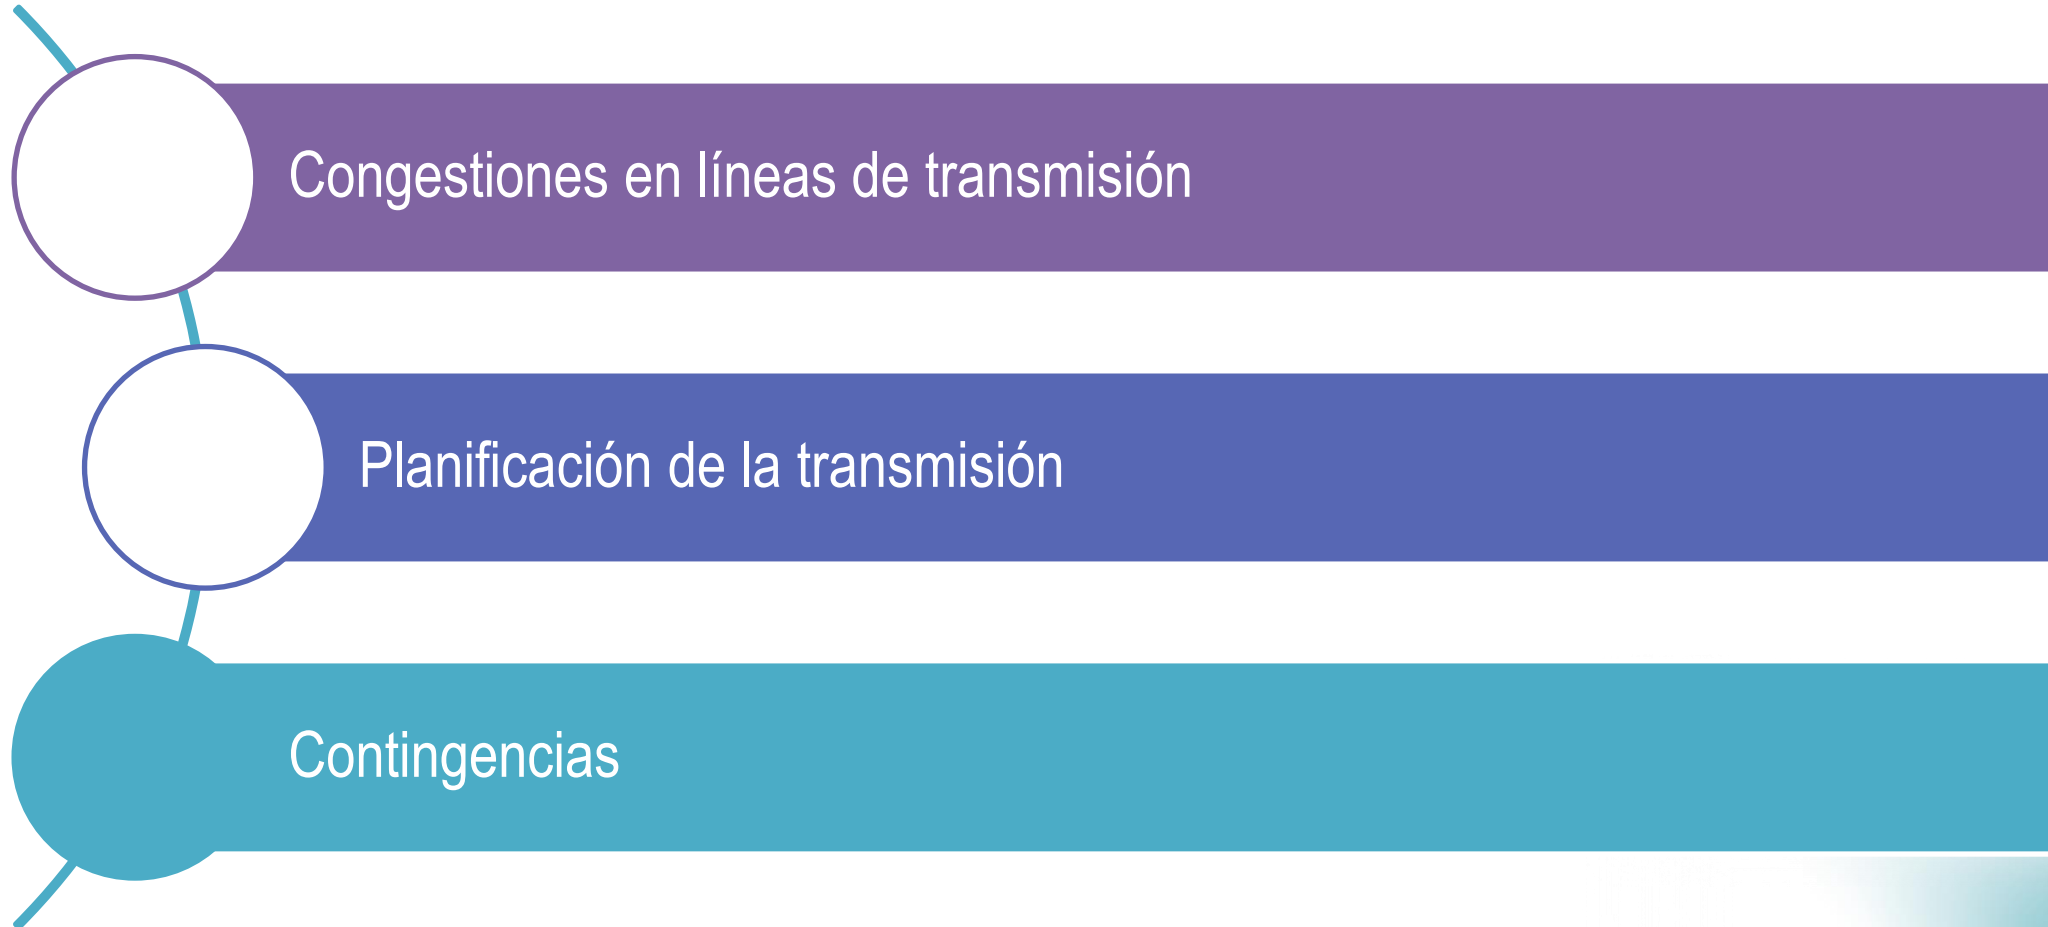 Congestiones en líneas de transmisión
Planificación de la transmisión
Contingencias